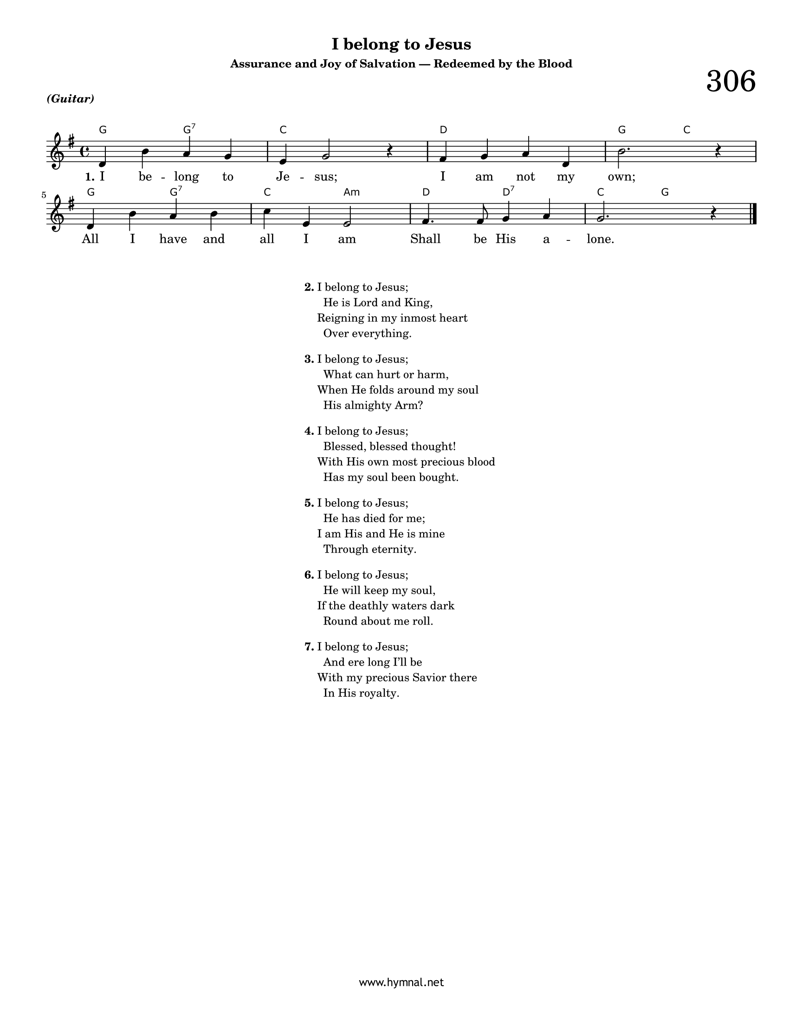 I belong to Jesus
Assurance and Joy of Salvation — Redeemed by the Blood
306
(Guitar)
G G7 C D G C
1. I be - long to Je - sus; I am not my own;
5
G G7 C Am D D7 C G
All I have and all I am Shall be His a - lone.
2. I belong to Jesus;
He is Lord and King,
Reigning in my inmost heart
Over everything.
3. I belong to Jesus;
What can hurt or harm,
When He folds around my soul
His almighty Arm?
4. I belong to Jesus;
Blessed, blessed thought!
With His own most precious blood
Has my soul been bought.
5. I belong to Jesus;
He has died for me;
I am His and He is mine
Through eternity.
6. I belong to Jesus;
He will keep my soul,
If the deathly waters dark
Round about me roll.
7. I belong to Jesus;
And ere long I'll be
With my precious Savior there
In His royalty.
www.hymnal.net